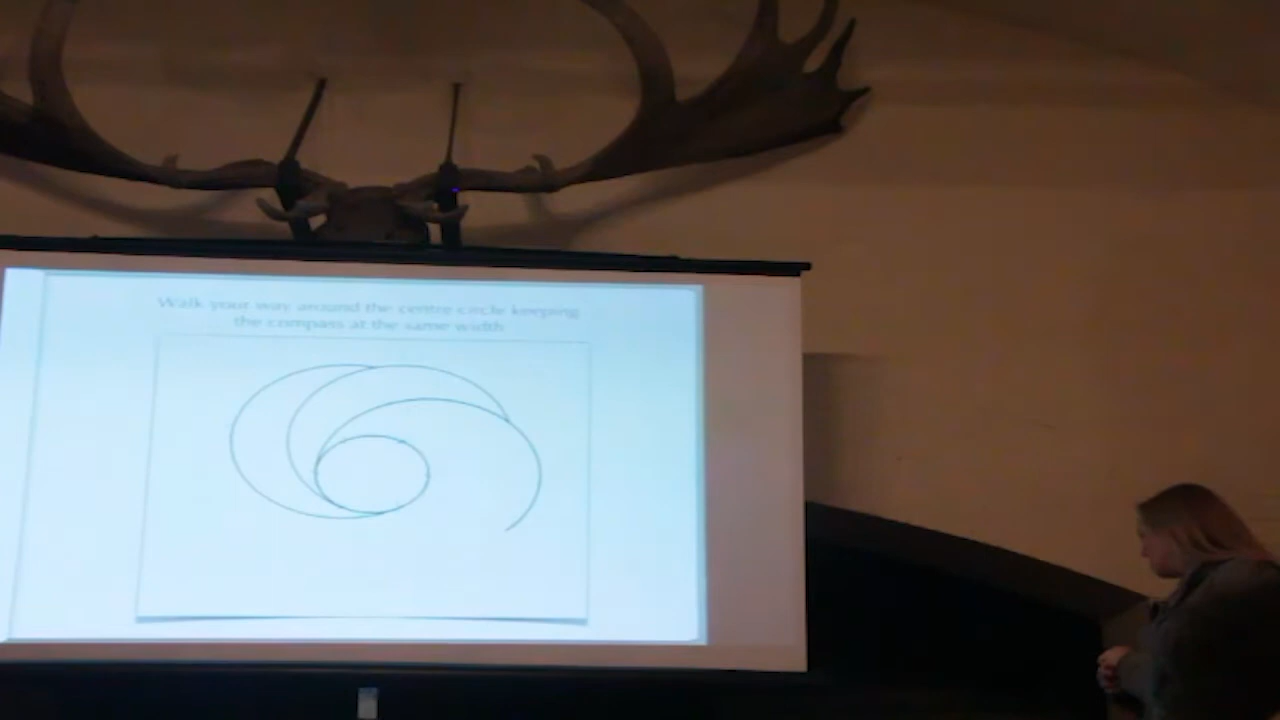 Walk your way around the centre circle keeping
the compass at the same width